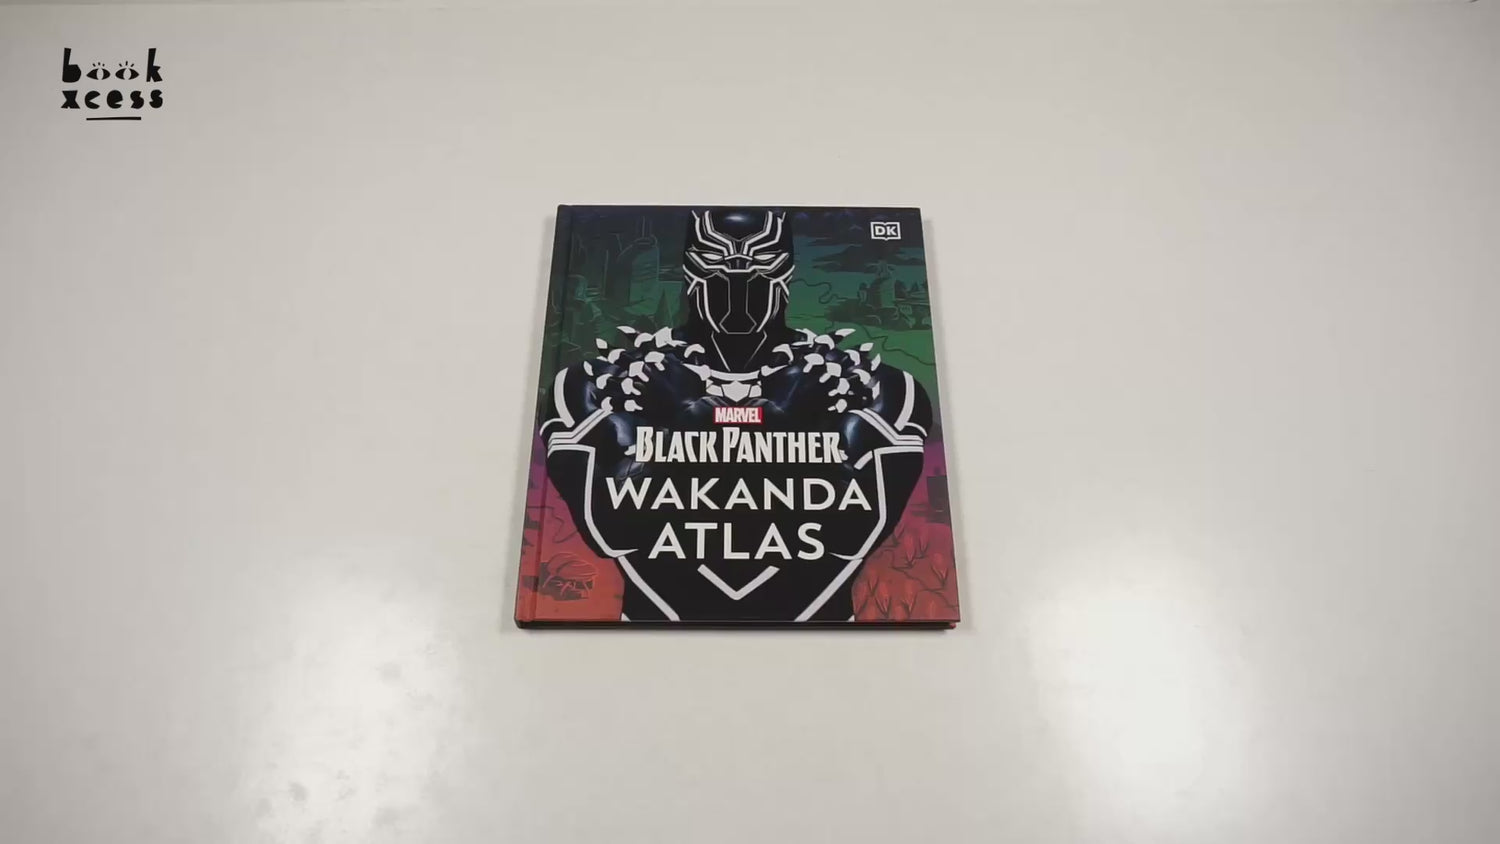 book
xcess
DK
MARVEL
BLACK PANTHER
WAKANDA
ATLAS